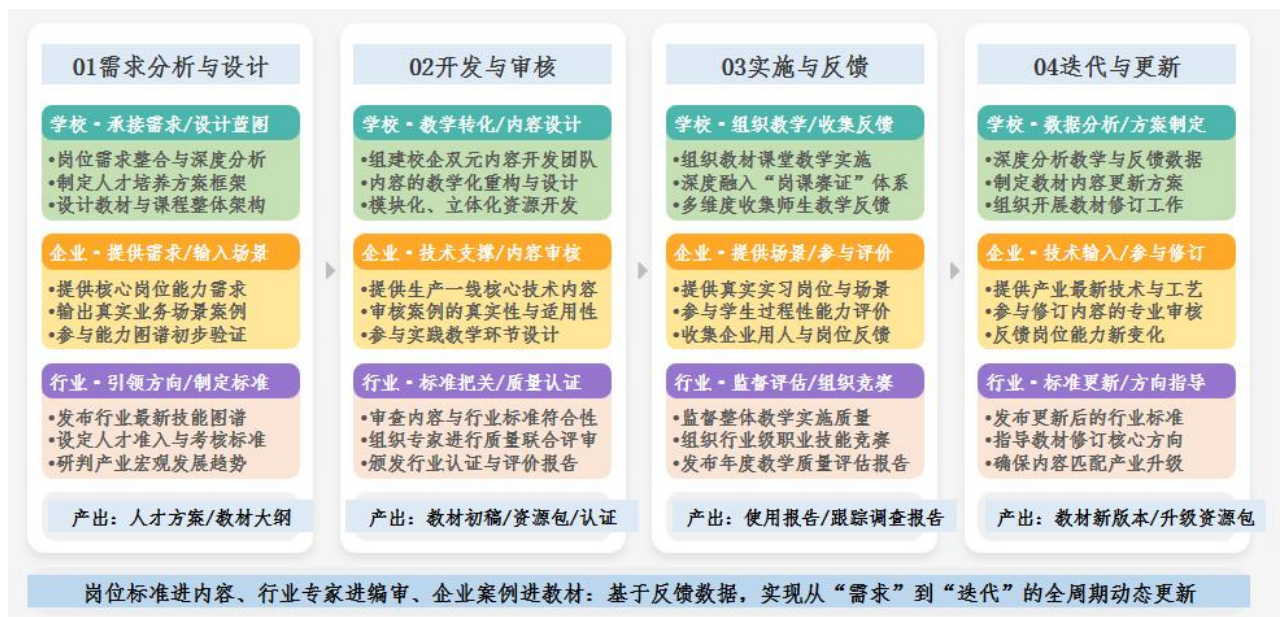 01需求分析与设计
学校·承接需求/设计蓝图
•岗位需求整合与深度分析
•制定人才培养方案框架
•设计教材与课程整体架构
企业·提供需求/输入场景
•提供核心岗位能力需求
•输出真实业务场景案例
•参与能力图谱初步验证
行业·引领方向/制定标准
•发布行业最新技能图谱
•设定人才准入与考核标准
•研判产业宏观发展趋势
产出：人才方案/教材大纲
02开发与审核
学校·教学转化/内容设计
•组建校企双元内容开发团队
•内容的教学化重构与设计
•模块化、立体化资源开发
企业·技术支撑/内容审核
•提供生产一线核心技术内容
•审核案例的真实性与适用性
•参与实践教学环节设计
行业·标准把关/质量认证
•审查内容与行业标准符合性
•组织专家进行质量联合评审
•颁发行业认证与评价报告
产出：教材初稿/资源包/认证
03实施与反馈
学校·组织教学/收集反馈
•组织教材课堂教学实施
•深度融入“岗课赛证”体系
•多维度收集师生教学反馈
企业·提供场景/参与评价
•提供真实实习岗位与场景
•参与学生过程性能力评价
•收集企业用人与岗位反馈
行业·监督评估/组织竞赛
•监督整体教学实施质量
•组织行业级职业技能竞赛
•发布年度教学质量评估报告
产出：使用报告/跟踪调查报告
04迭代与更新
学校·数据分析/方案制定
•深度分析教学与反馈数据
•制定教材内容更新方案
•组织开展教材修订工作
企业·技术输入/参与修订
•提供产业最新技术与工艺
•参与修订内容的专业审核
•反馈岗位能力新变化
行业·标准更新/方向指导
•发布更新后的行业标准
•指导教材修订核心方向
•确保内容匹配产业升级
产出：教材新版本/升级资源包
岗位标准进内容、行业专家进编审、企业案例进教材：基于反馈数据，实现从“需求”到“迭代”的全周期动态更新